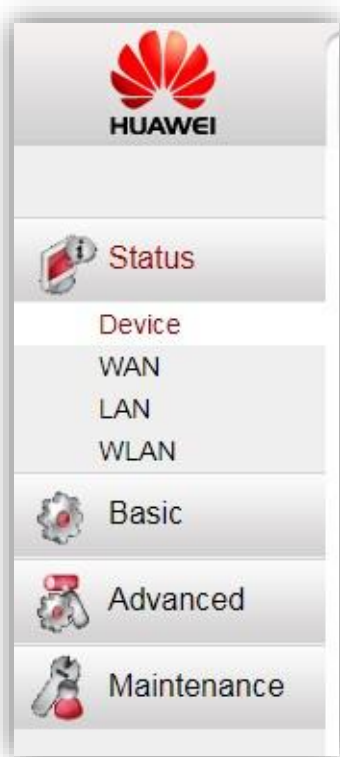 HUAWEI
Status
Device
WAN
LAN
WLAN
Basic
Advanced
Maintenance